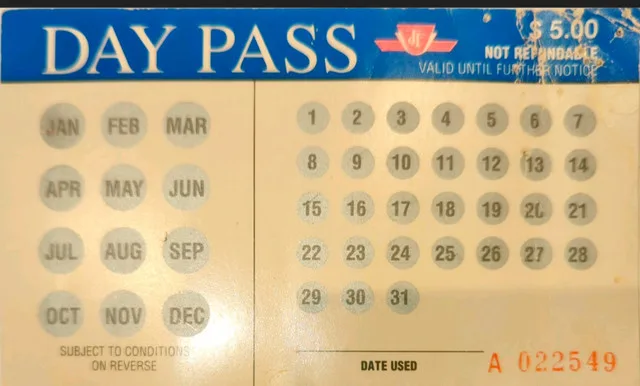 DAY PASS
$ 5.00
NOT REFUNDABLE
VALID UNTIL FURTHER NOTICE
JAN FEB MAR
APR MAY JUN
JUL AUG SEP
OCT NOV DEC
SUBJECT TO CONDITIONS
ON REVERSE
1 2 3 4 5 6 7
8 9 10 11 12 13 14
15 16 17 18 19 20 21
22 23 24 25 26 27 28
29 30 31
DATE USED
A 022549